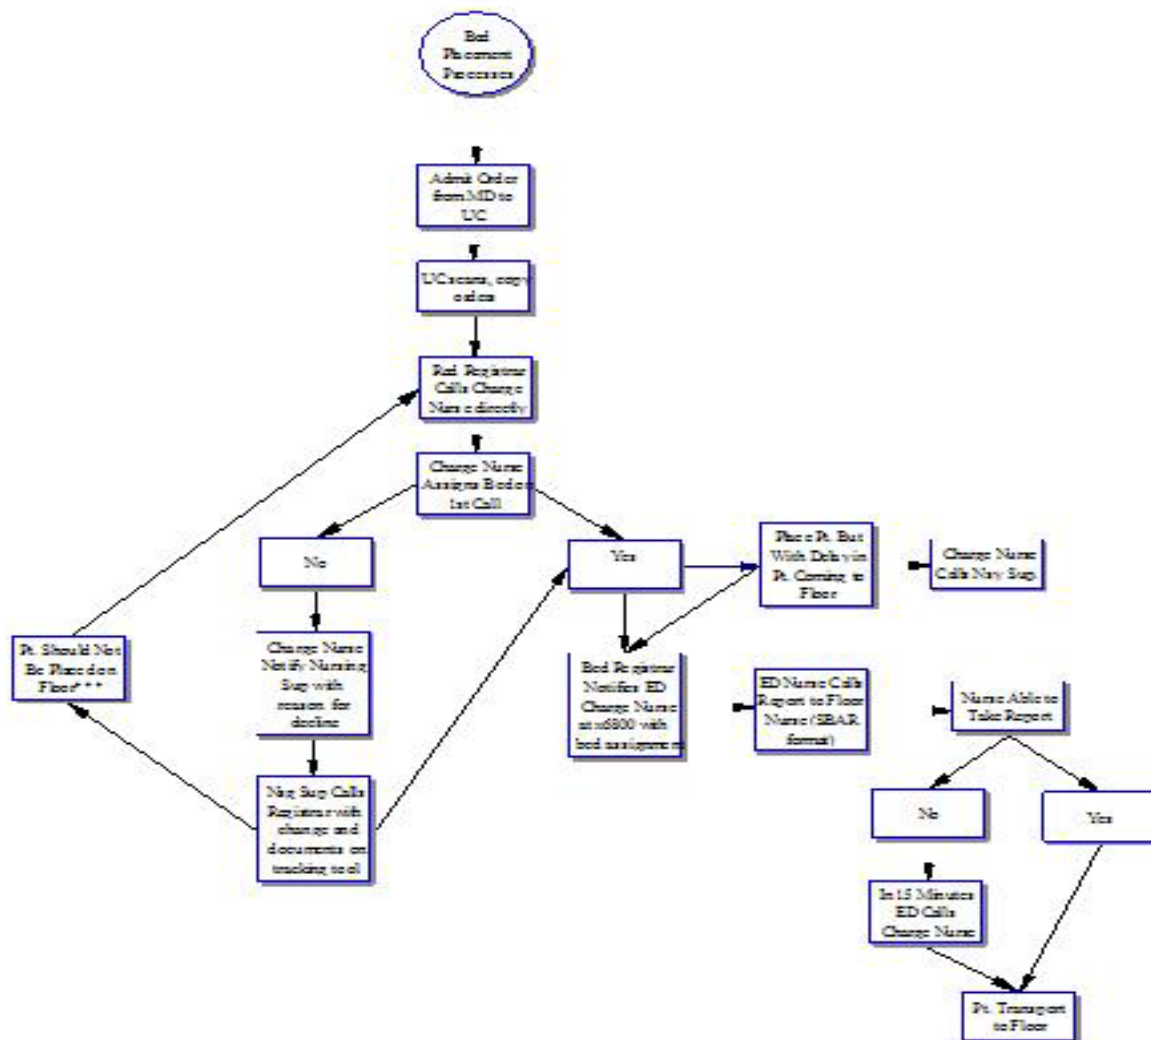 Bed
Placement
Processes
Admit Order
from MD to
UC
UC scans, copy
orders
Bed Registrar
Calls Charge
Nurse directly
Charge Nurse
Assigns Bed on
1st Call
No
Yes
Place Pt. But
With Delay in
Pt. Coming to
Floor
Charge Nurse
Calls Nsy Sup.
Pt. Should Not
Be Placed on
Floor***
Charge Nurse
Notify Nursing
Sup with
reason for
decline
Bed Registrar
Notifies ED
Charge Nurse
at x6800 with
bed assignment
ED Nurse Calls
Report to Floor
Nurse (SBAR
format)
Nurse Able to
Take Report
Nsg Sup Calls
Registrar with
change and
documents on
tracking tool
No
Yes
In 15 Minutes
ED Calls
Charge Nurse
Pt. Transport
to Floor